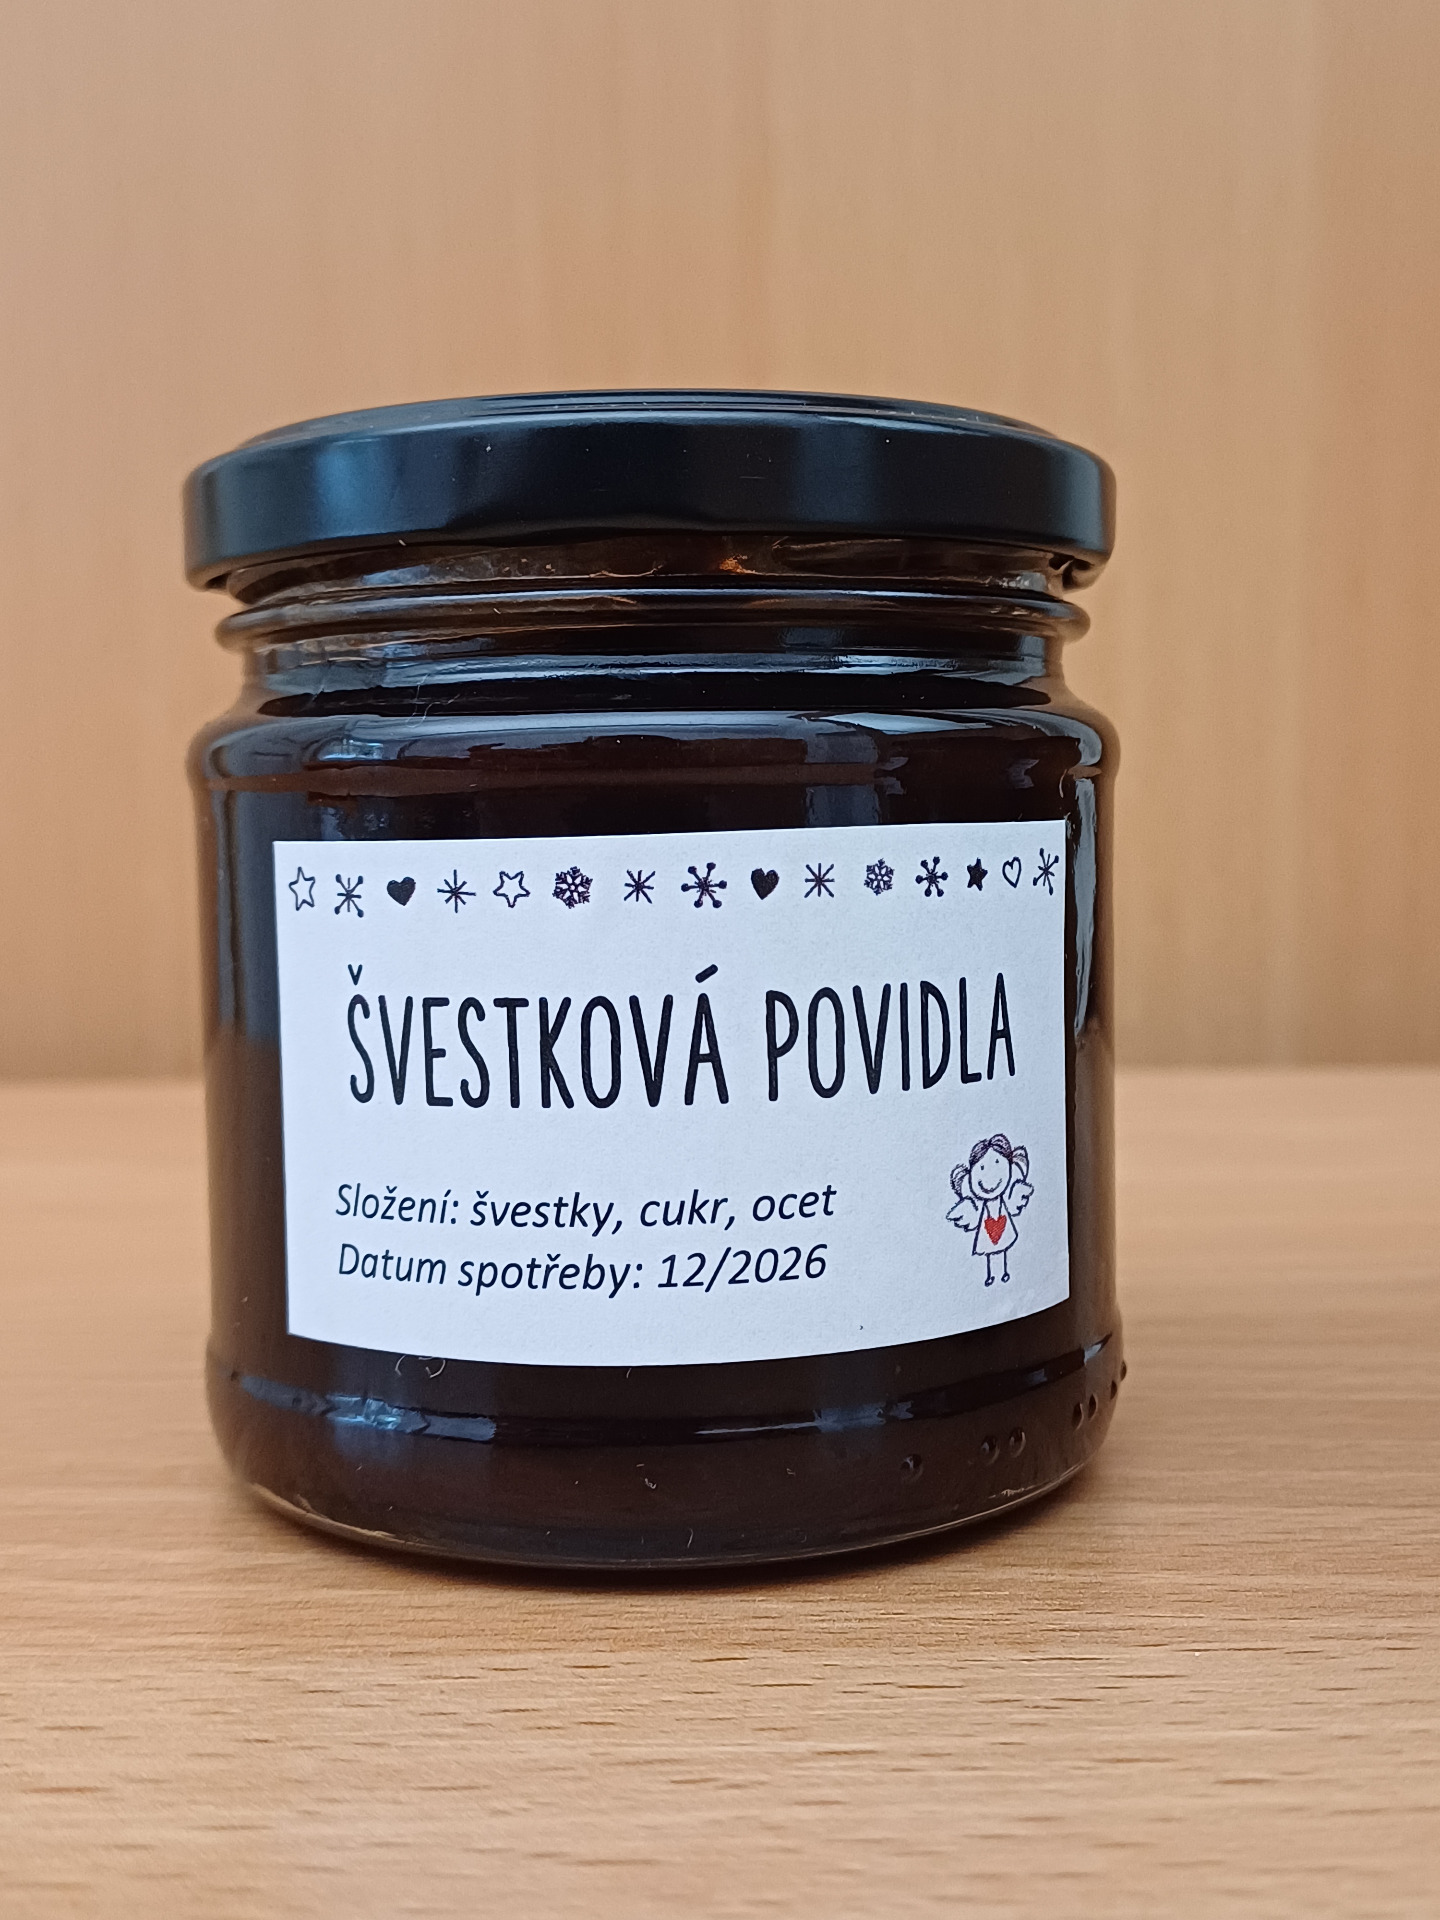 ŠVESTKOVÁ POVIDLA
Složení: švestky, cukr, ocet
Datum spotřeby: 12/2026